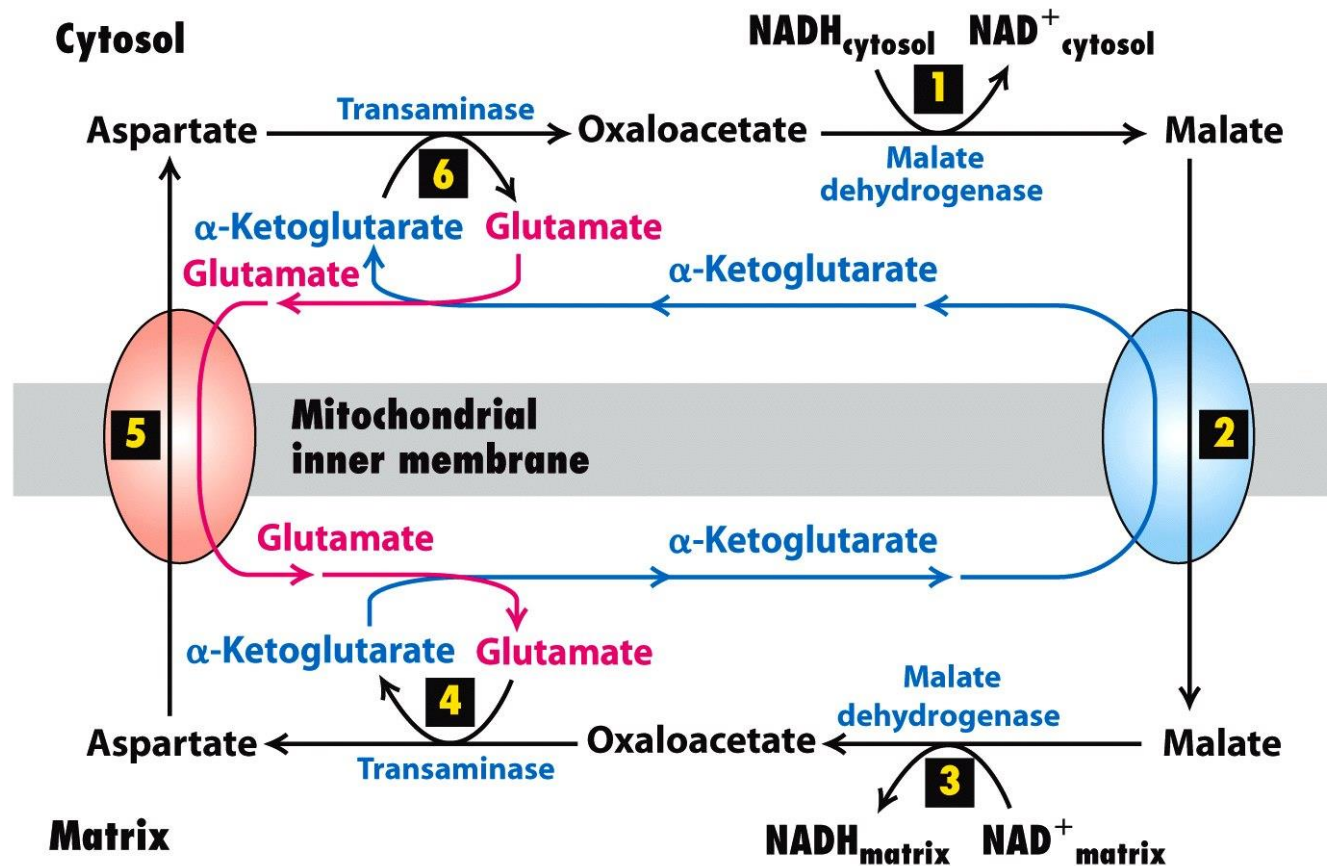 Cytosol
NADHcytosol NAD+cytosol
1
Transaminase
Aspartate Oxaloacetate Malate
Malate
dehydrogenase
6
α-Ketoglutarate Glutamate
Glutamate α-Ketoglutarate
Mitochondrial
inner membrane
5 2
Glutamate α-Ketoglutarate
α-Ketoglutarate Glutamate
Malate
dehydrogenase
4
Aspartate Oxaloacetate Malate
Transaminase
3
Matrix
NADHmatrix NAD+matrix